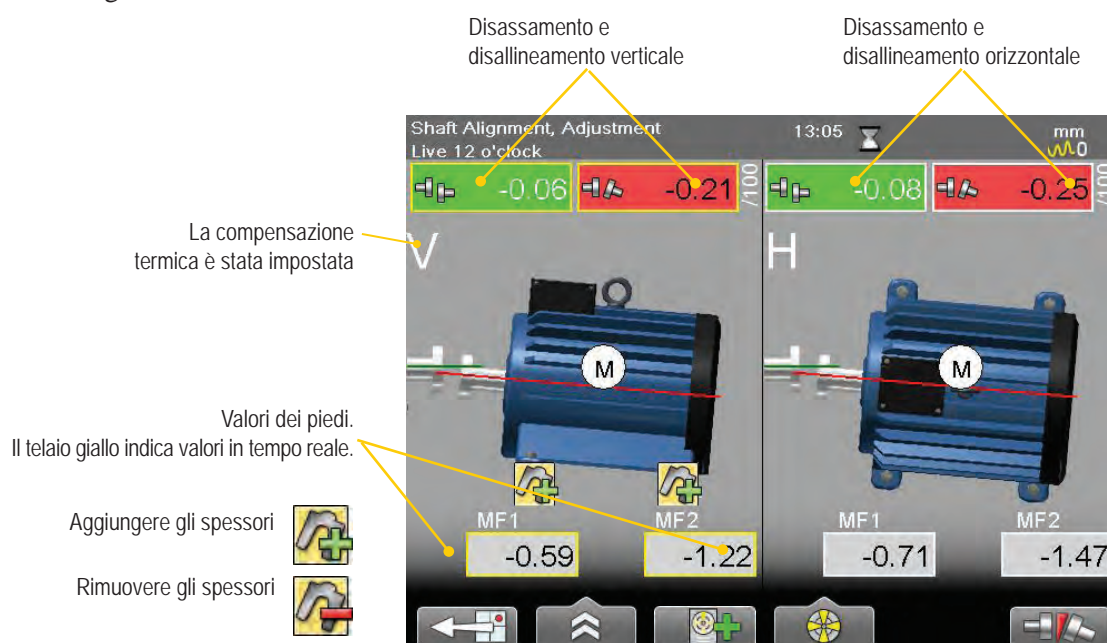 Disassamento e
disallineamento verticale
Disassamento e
disallineamento orizzontale
Shaft Alignment, Adjustment
Live 12 o'clock
13:05
mm
0
-0.06
-0.21
/100
-0.08
-0.25
/100
La compensazione
termica è stata impostata
V
H
M
M
Valori dei piedi.
Il telaio giallo indica valori in tempo reale.
Aggiungere gli spessori
Rimuovere gli spessori
MF1
MF2
MF1
MF2
-0.59
-1.22
-0.71
-1.47